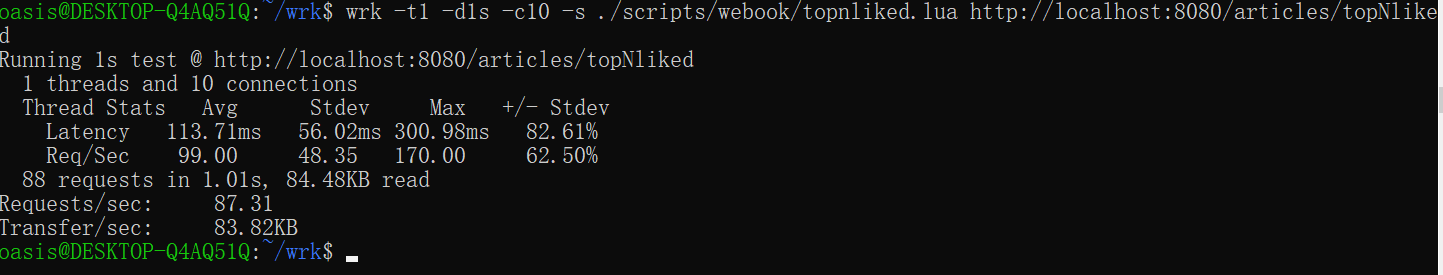 oasis@DESKTOP-Q4AQ51Q:~/wrk$ wrk -t1 -d1s -c10 -s ./scripts/webook/topnliked.lua http://localhost:8080/articles/topNlike
d
Running 1s test @ http://localhost:8080/articles/topNliked
  1 threads and 10 connections
  Thread Stats   Avg      Stdev     Max   +/- Stdev
    Latency   113.71ms   56.02ms 300.98ms   82.61%
    Req/Sec    99.00     48.35   170.00     62.50%
  88 requests in 1.01s, 84.48KB read
Requests/sec:     87.31
Transfer/sec:     83.82KB
oasis@DESKTOP-Q4AQ51Q:~/wrk$